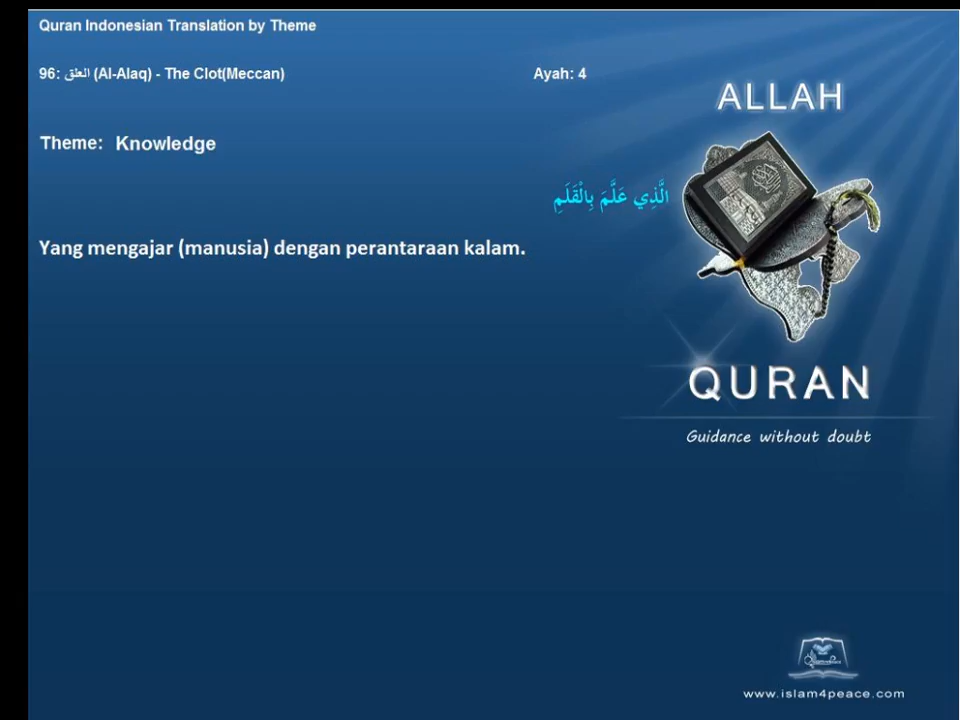 Quran Indonesian Translation by Theme
96: العلق (Al-Alaq) - The Clot(Meccan) Ayah: 4
ALLAH
Theme: Knowledge
الَّذِي عَلَّمَ بِالْقَلَمِ
Yang mengajar (manusia) dengan perantaraan kalam.
QURAN
Guidance without doubt
www.islam4peace.com